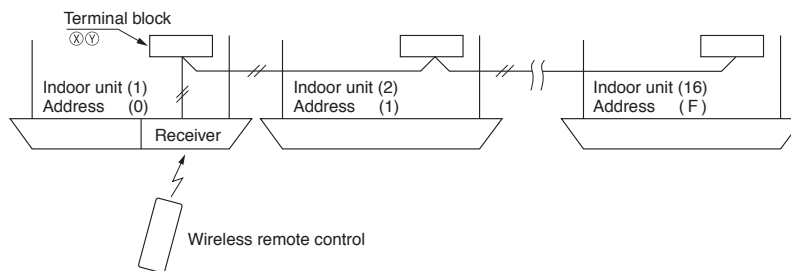 Terminal block
Ⓧ Ⓨ
Indoor unit (1)
Address (0)
Indoor unit (2)
Address (1)
Indoor unit (16)
Address (F)
Receiver
Wireless remote control